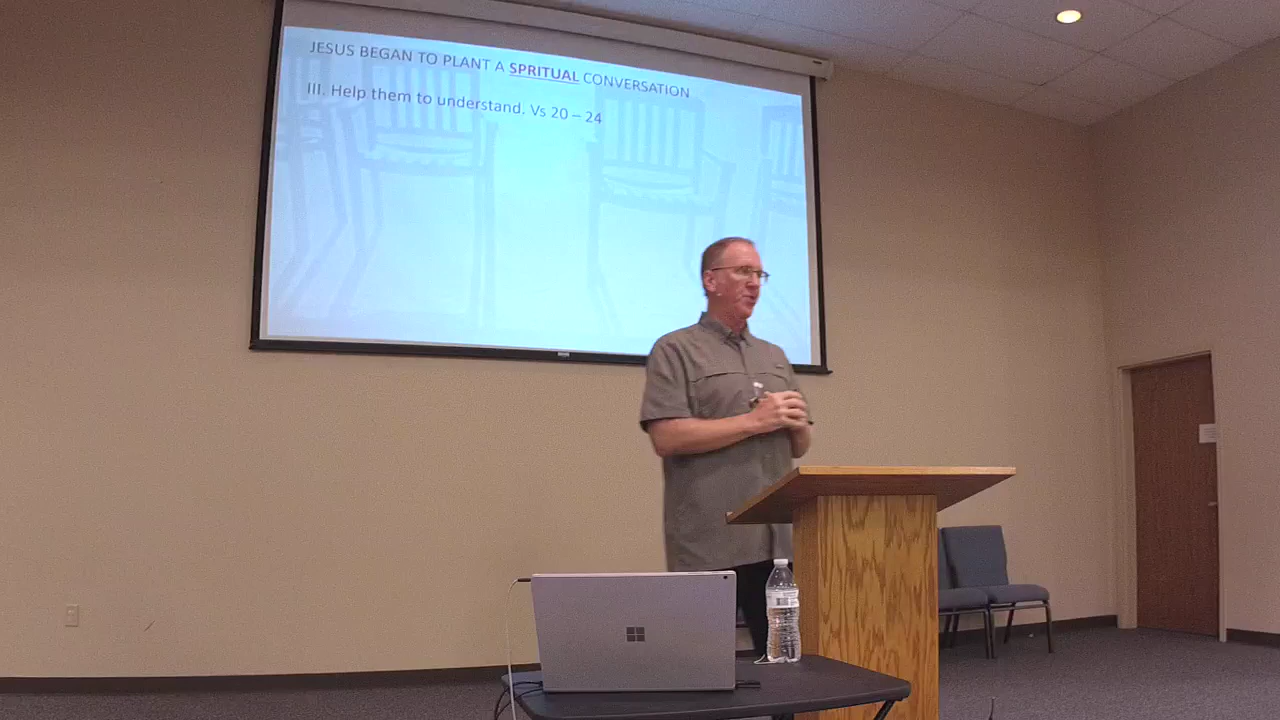 JESUS BEGAN TO PLANT A SPRITUAL CONVERSATION
III. Help them to understand, Vs 20 – 24